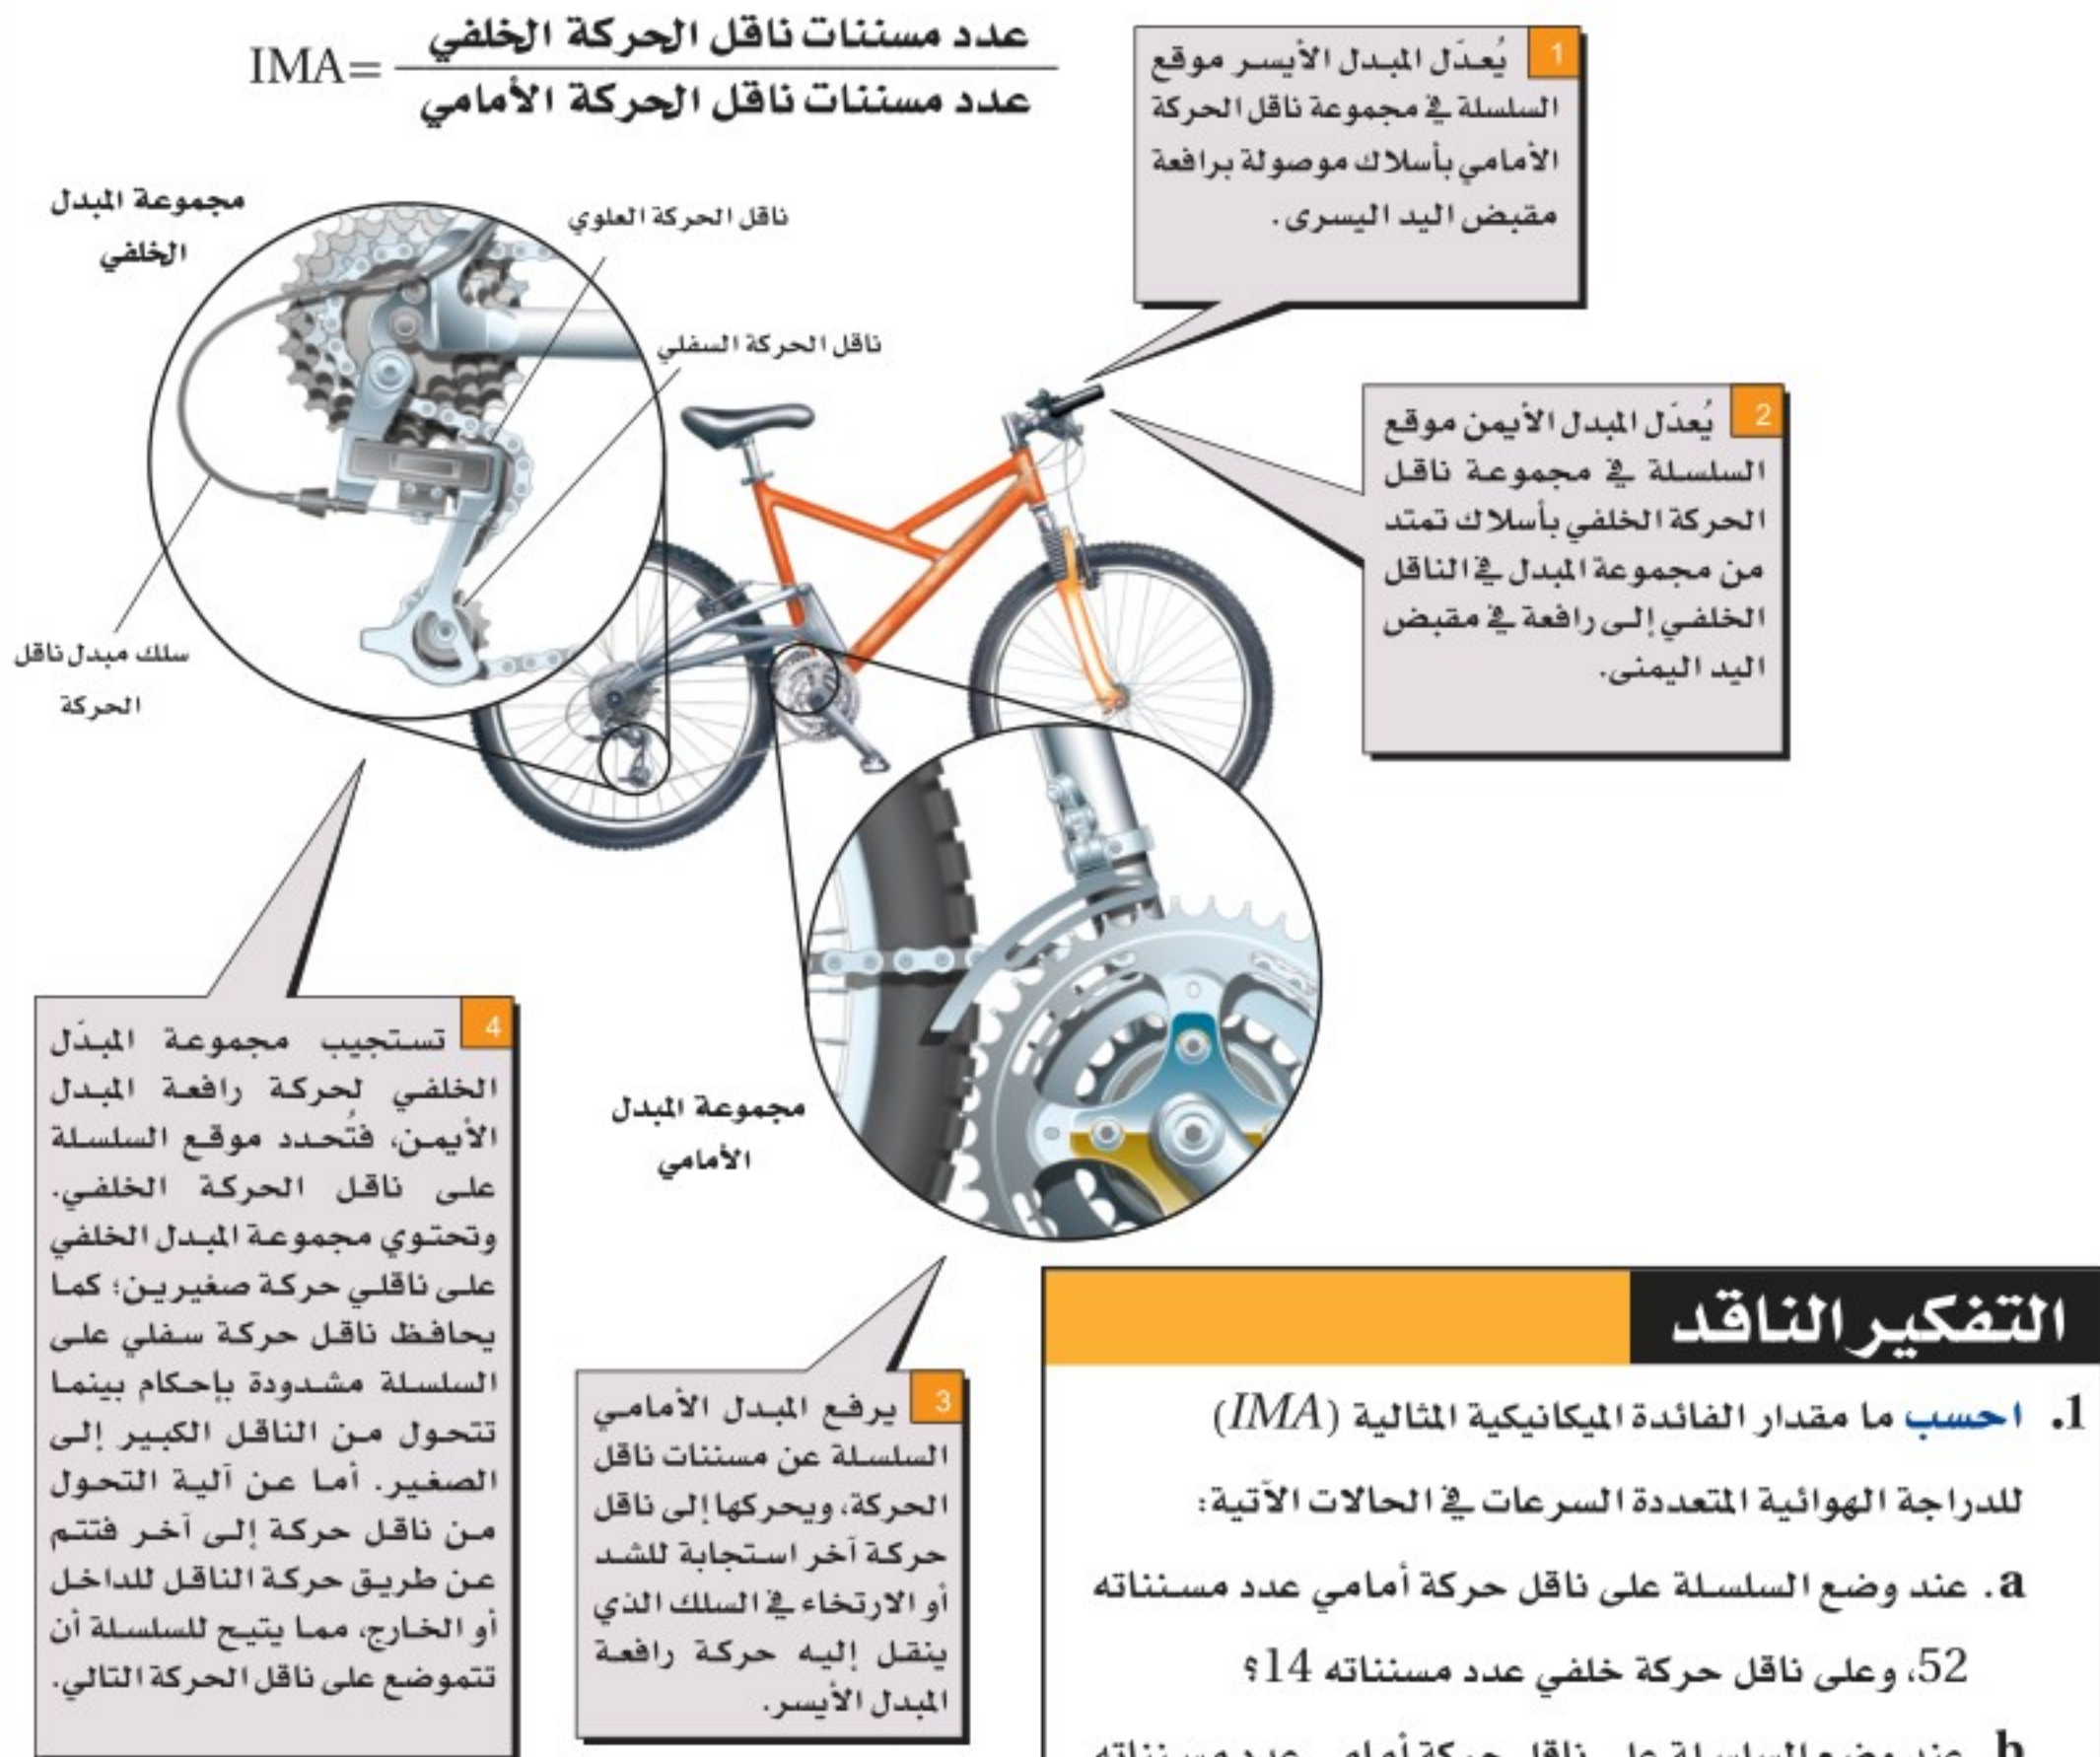 IMA= عدد مسننات ناقل الحركة الخلفي
عدد مسننات ناقل الحركة الأمامي
1 يُعدّل المبدل الأيسر موقع
السلسلة في مجموعة ناقل الحركة
الأمامي بأسلاك موصولة برافعة
مقبض اليد اليسرى.
2 يُعدّل المبدل الأيمن موقع
السلسلة في مجموعة ناقل
الحركة الخلفي بأسلاك تمتد
من مجموعة المبدل في الناقل
الخلفي إلى رافعة في مقبض
اليد اليمنى.
مجموعة المبدل
الخلفي
ناقل الحركة العلوي
ناقل الحركة السفلي
سلك مبدل ناقل
الحركة
مجموعة المبدل
الأمامي
3 يرفع المبدل الأمامي
السلسلة عن مسننات ناقل
الحركة، ويحركها إلى ناقل
حركة آخر استجابة للشد
أو الارتخاء في السلك الذي
ينقل إليه حركة رافعة
المبدل الأيسر.
4 تستجيب مجموعة المبدّل
الخلفي لحركة رافعة المبدل
الأيمن، فتُحدد موقع السلسلة
على ناقل الحركة الخلفي.
وتحتوي مجموعة المبدل الخلفي
على ناقلي حركة صغيرين؛ كما
يحافظ ناقل حركة سفلي على
السلسلة مشدودة بإحكام بينما
تتحول من الناقل الكبير إلى
الصغير. أما عن آلية التحول
من ناقل حركة إلى آخر فتتم
عن طريق حركة الناقل للداخل
أو الخارج، مما يتيح للسلسلة أن
تتموضع على ناقل الحركة التالي.
التفكير الناقد
1. احسب ما مقدار الفائدة الميكانيكية المثالية (IMA)
للدراجة الهوائية المتعددة السرعات في الحالات الآتية:
a. عند وضع السلسلة على ناقل حركة أمامي عدد مسنناته
52، وعلى ناقل حركة خلفي عدد مسنناته 14؟
b. عند وضع السلسلة على ناقل حركة أمامي عدد مسنناته